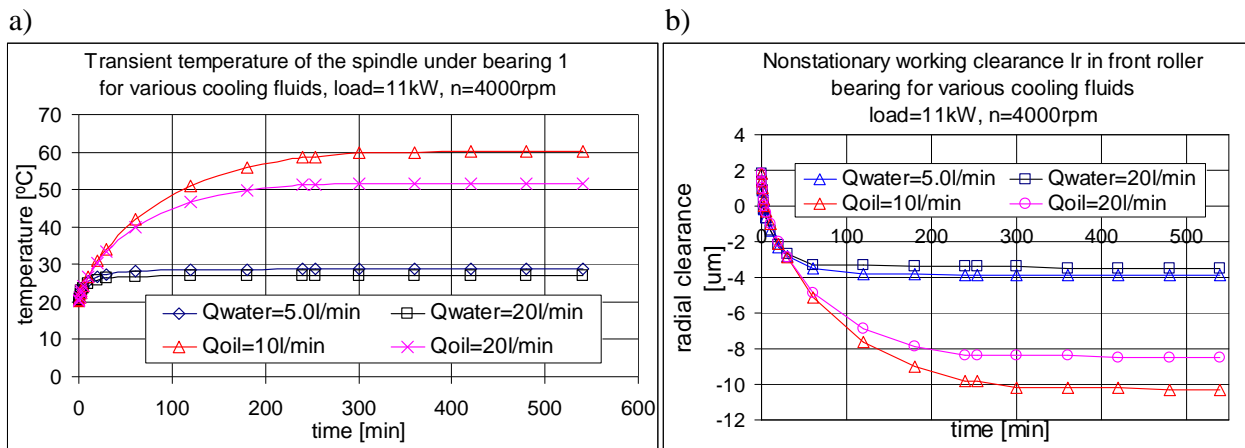 a)
Transient temperature of the spindle under bearing 1
for various cooling fluids, load=11kW, n=4000rpm
temperature [ºC]
70
60
50
40
30
20
10
0
Qwater=5.0l/min
Qwater=20l/min
Qoil=10l/min
Qoil=20l/min
0 100 200 300 400 500 600
time [min]
b)
Nonstationary working clearance lr in front roller
bearing for various cooling fluids
load=11kW, n=4000rpm
radial clearance
[um]
4
2
0
-2
-4
-6
-8
-10
-12
Qwater=5.0l/min
Qwater=20l/min
Qoil=10l/min
Qoil=20l/min
0 100 200 300 400 500
time [min]